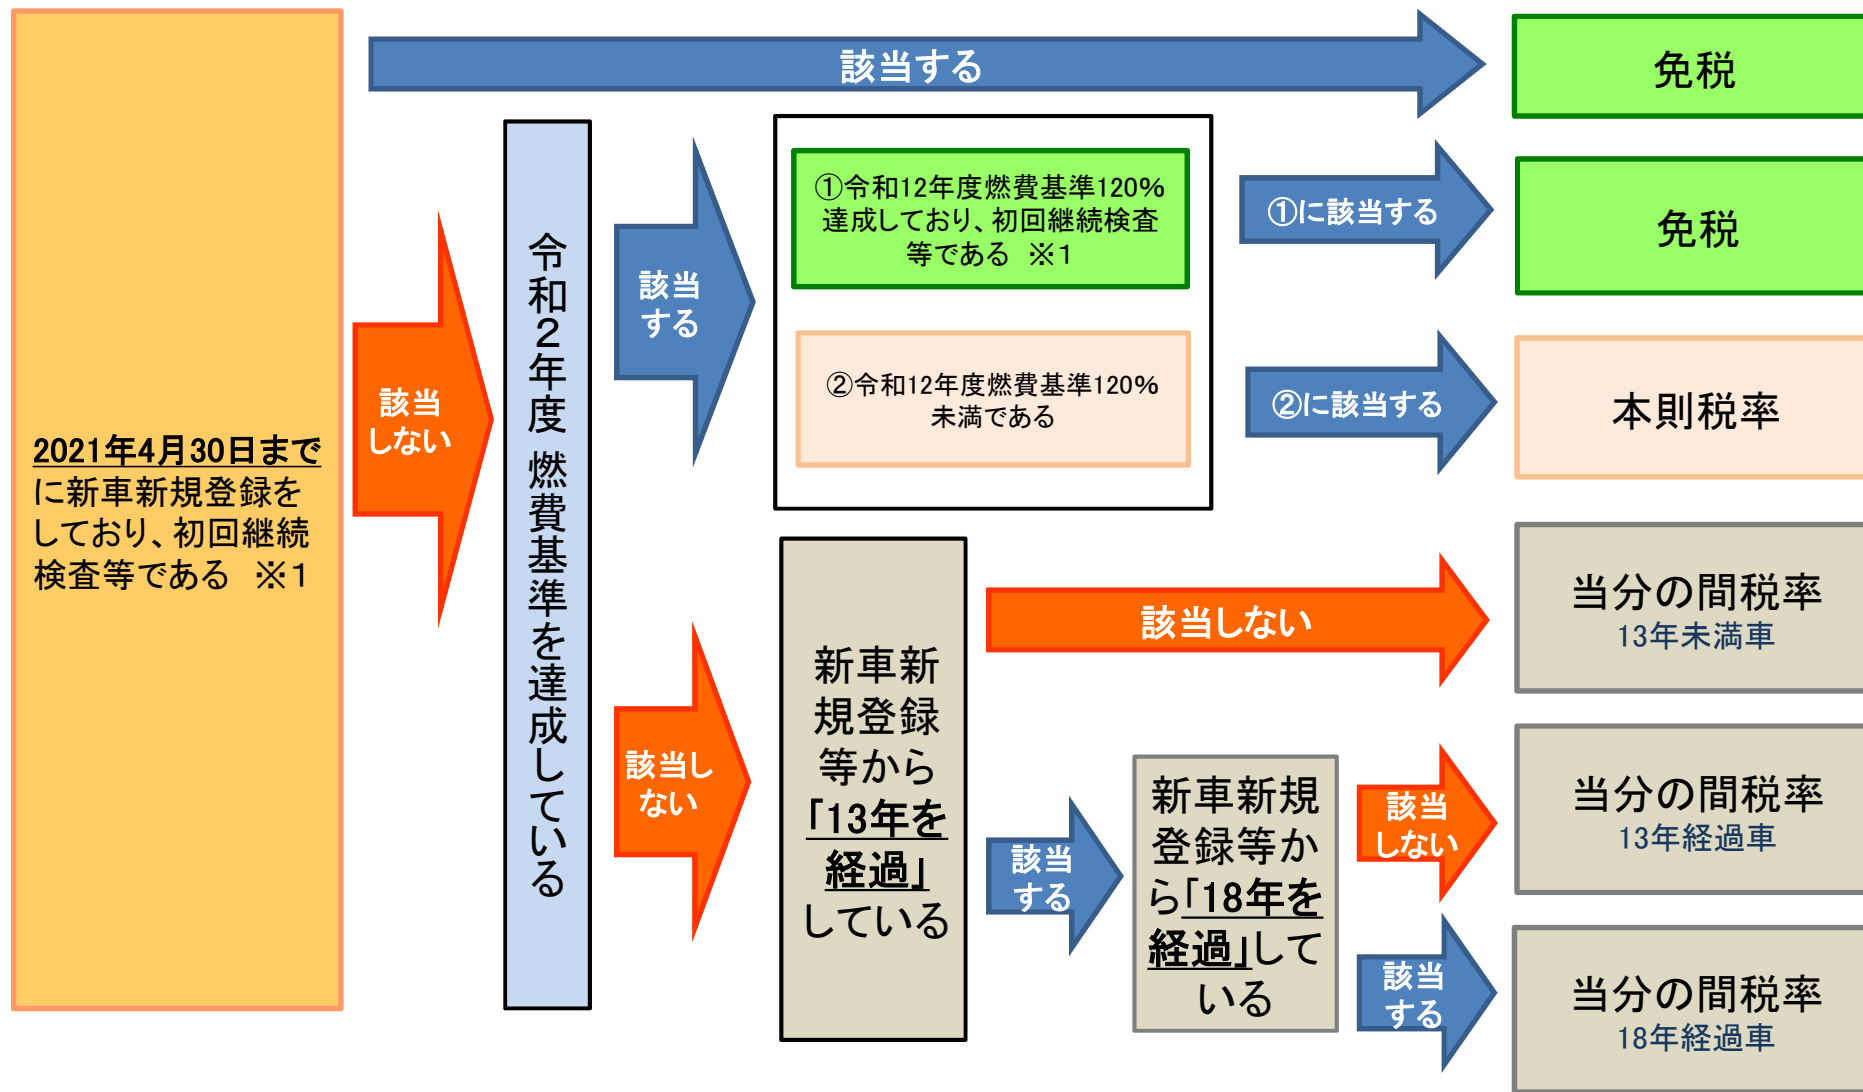 2021年4月30日まで
に新車新規登録を
しており、初回継続
検査等である ※1
該当する
免税
該当
しない
令和2年度 燃費基準を達成している
該当
する
①令和12年度燃費基準120%
達成しており、初回継続検査
等である ※1
①に該当する
免税
②令和12年度燃費基準120%
未満である
②に該当する
本則税率
該当し
ない
新車新
規登録
等から
「13年を
経過」
している
該当しない
当分の間税率
13年未満車
該当
する
新車新規
登録等か
ら「18年を
経過」して
いる
該当
しない
当分の間税率
13年経過車
該当
する
当分の間税率
18年経過車